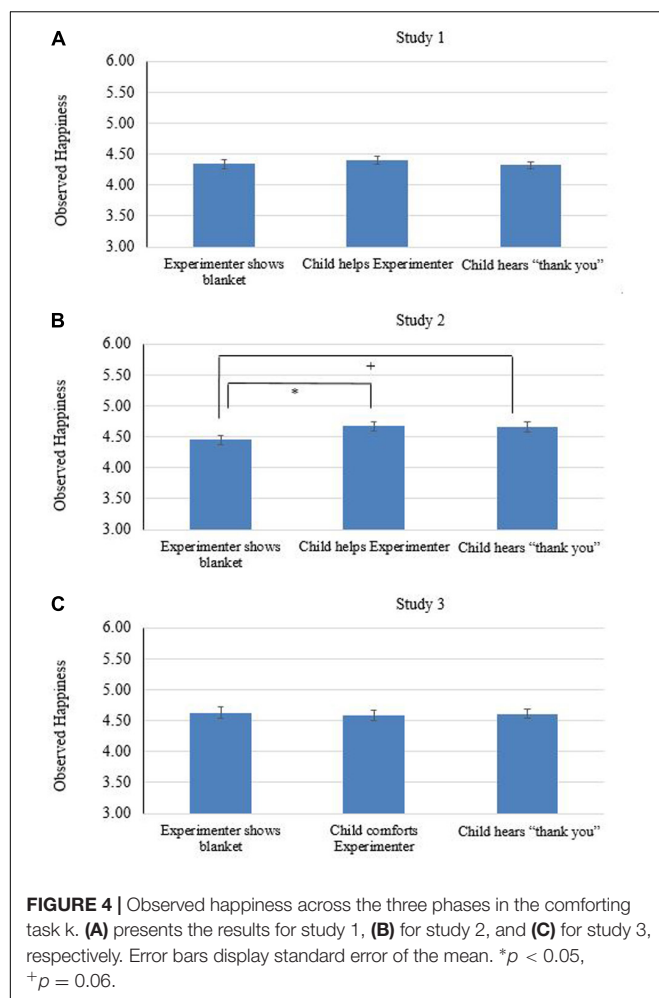 A
Study 1
6.00
5.50
5.00
4.50
4.00
3.50
3.00
Observed Happiness
Experimenter shows blanket
Child helps Experimenter
Child hears “thank you”
B
Study 2
6.00
5.50
5.00
4.50
4.00
3.50
3.00
Observed Happiness
+
*
Experimenter shows blanket
Child helps Experimenter
Child hears “thank you”
C
Study 3
6.00
5.50
5.00
4.50
4.00
3.50
3.00
Observed Happiness
Experimenter shows blanket
Child comforts Experimenter
Child hears “thank you”
FIGURE 4 | Observed happiness across the three phases in the comforting
task k. (A) presents the results for study 1, (B) for study 2, and (C) for study 3,
respectively. Error bars display standard error of the mean. *p < 0.05,
+p = 0.06.